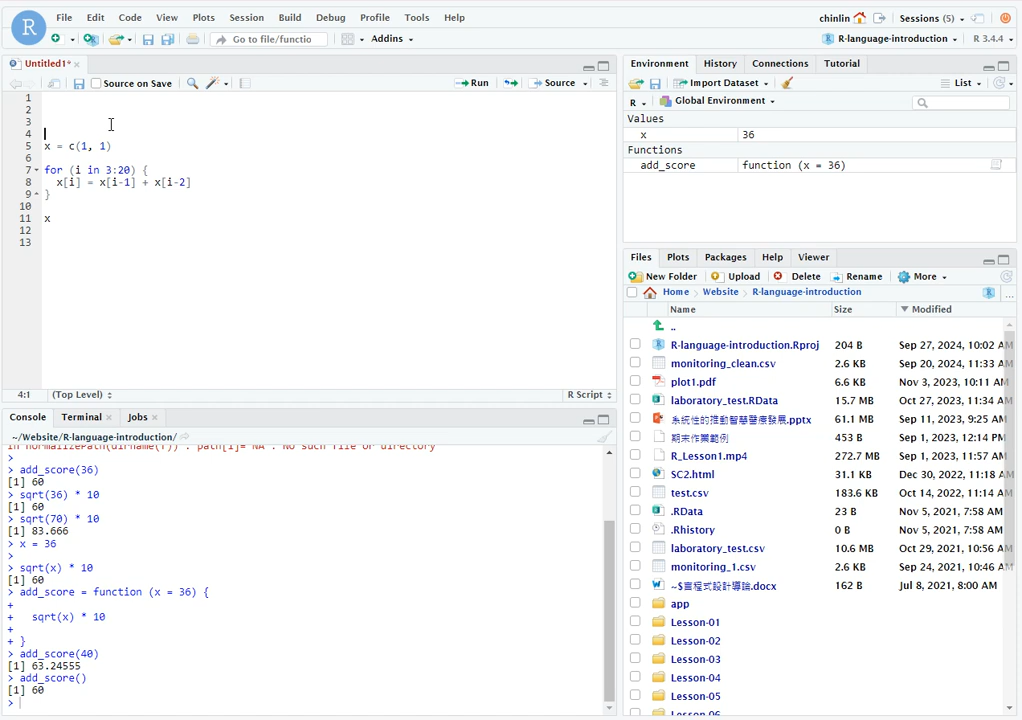 R File Edit Code View Plots Session Build Debug Profile Tools Help chinlin Sessions (5)
Go to file/functio Addins R-language-introduction R 3.4.4
Untitled1*
Source on Save Run Source
1
2
3
4
5 x = c(1, 1)
6
7 for (i in 3:20) {
8 x[i] = x[i-1] + x[i-2]
9 }
10
11 x
12
13
4:1 (Top Level) R Script
Console Terminal Jobs
~/Website/R-language-introduction/
In normalizePath(dirname(f)) : path[1]="NA": No such file or directory
>
> add_score(36)
[1] 60
> sqrt(36) * 10
[1] 60
> sqrt(70) * 10
[1] 83.666
> x = 36
>
> sqrt(x) * 10
[1] 60
> add_score = function (x = 36) {
+
+ sqrt(x) * 10
+
+ }
> add_score(40)
[1] 63.24555
> add_score()
[1] 60
>
Environment History Connections Tutorial
Import Dataset List
R Global Environment
Values
x 36
Functions
add_score function (x = 36)
Files Plots Packages Help Viewer
New Folder Upload Delete Rename More
Home Website R-language-introduction ...
Name Size Modified
..
R-language-introduction.Rproj 204 B Sep 27, 2024, 10:02 AM
monitoring_clean.csv 2.6 KB Sep 20, 2024, 11:33 AM
plot1.pdf 6.6 KB Nov 3, 2023, 10:11 AM
laboratory_test.RData 15.7 MB Oct 27, 2023, 11:34 AM
系統性的推動智慧醫療發展.pptx 61.1 MB Sep 11, 2023, 9:25 AM
期末作業範例 453 B Sep 1, 2023, 12:14 PM
R_Lesson1.mp4 272.7 MB Sep 1, 2023, 11:57 AM
SC2.html 31.1 KB Dec 30, 2022, 11:18 AM
test.csv 183.6 KB Oct 14, 2022, 11:14 AM
.RData 23 B Nov 5, 2021, 7:58 AM
.Rhistory 0 B Nov 5, 2021, 7:58 AM
laboratory_test.csv 10.6 MB Oct 29, 2021, 10:56 AM
monitoring_1.csv 2.6 KB Sep 24, 2021, 10:46 AM
~$言程式設計導論.docx 162 B Jul 8, 2021, 8:00 AM
app
Lesson-01
Lesson-02
Lesson-03
Lesson-04
Lesson-05
Lesson-06